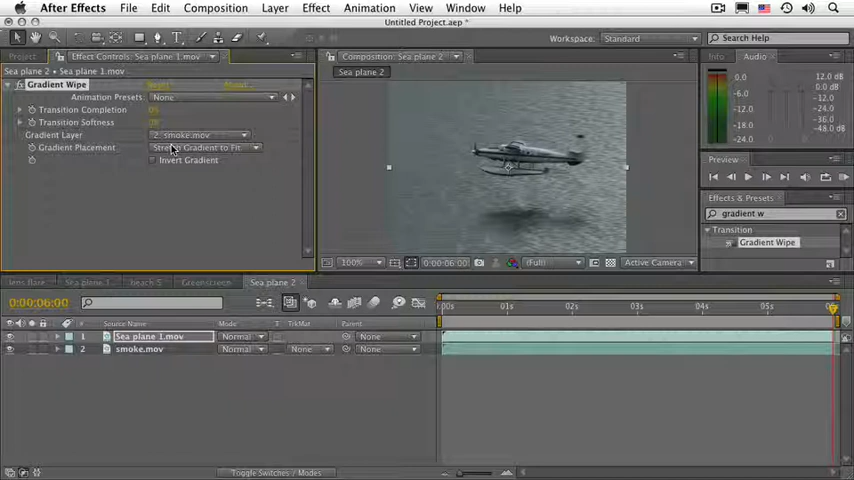 After Effects File Edit Composition Layer Effect Animation View Window Help
Untitled Project.aep *
Workspace: Standard Search Help
Project Effect Controls: Sea plane 1.mov Composition: Sea plane 2 Info Audio
Sea plane 2 • Sea plane 1.mov
Sea plane 2
Gradient Wipe Reset About...
Animation Presets: None
Transition Completion
Transition Softness
Gradient Layer 2. smoke.mov
Gradient Placement Stretch Gradient to Fit
Invert Gradient
0.0
-6.0
-12.0
-18.0
-24.0
12.0 dB
0.0 dB
-12.0
-24.0
-36.0
-48.0 dB
Preview
Effects & Presets
gradient w
Transition
Gradient Wipe
100% 0:00:06:00 (Full) Active Camera
Lens flare Sea plane 1 beach 5 Greenscreen Sea plane 2
0:00:06:00
:00s 01s 02s 03s 04s 05s
# Source Name Mode T TrkMat Parent
1 Sea plane 1.mov Normal None
2 smoke.mov Normal None None
Toggle Switches / Modes